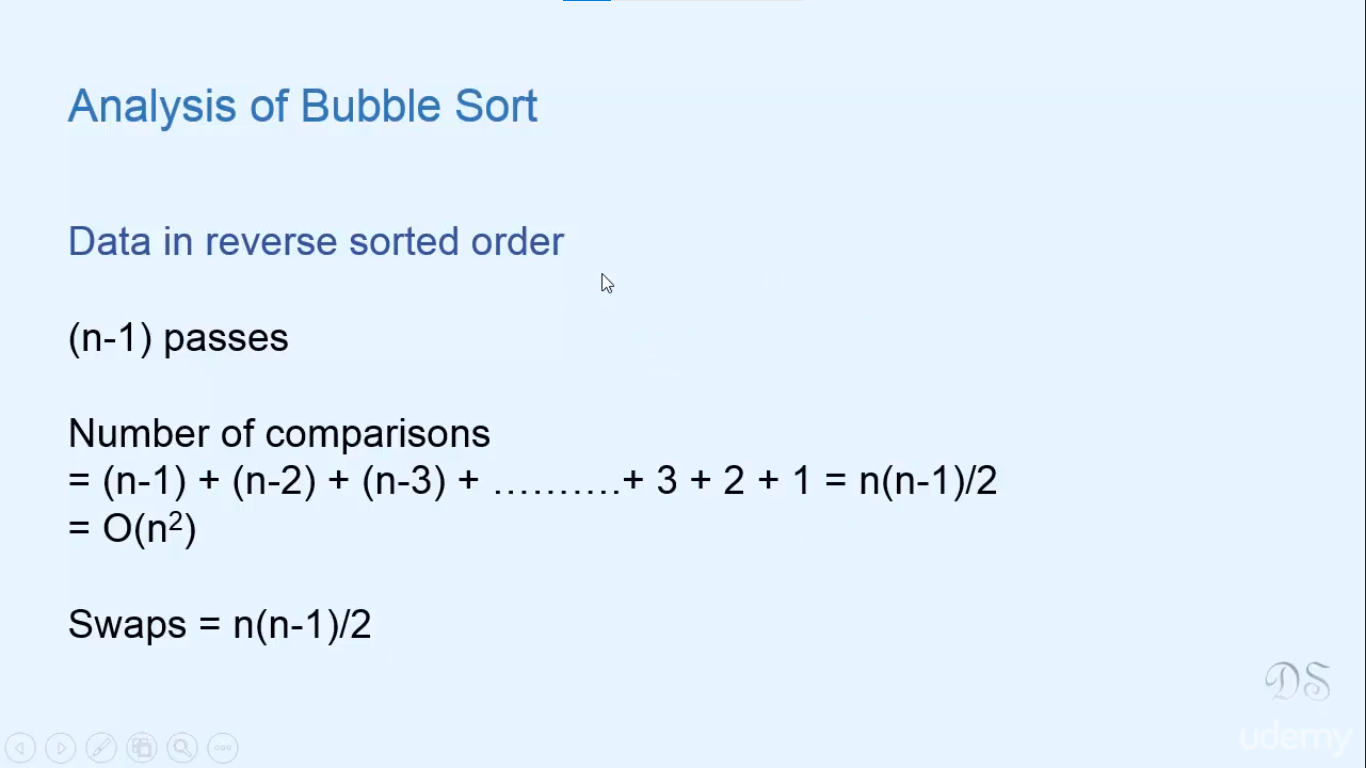 Analysis of Bubble Sort
Data in reverse sorted order
(n-1) passes
Number of comparisons
= (n-1) + (n-2) + (n-3) + ..........+ 3 + 2 + 1 = n(n-1)/2
= O(n²)
Swaps = n(n-1)/2
DS
udemy